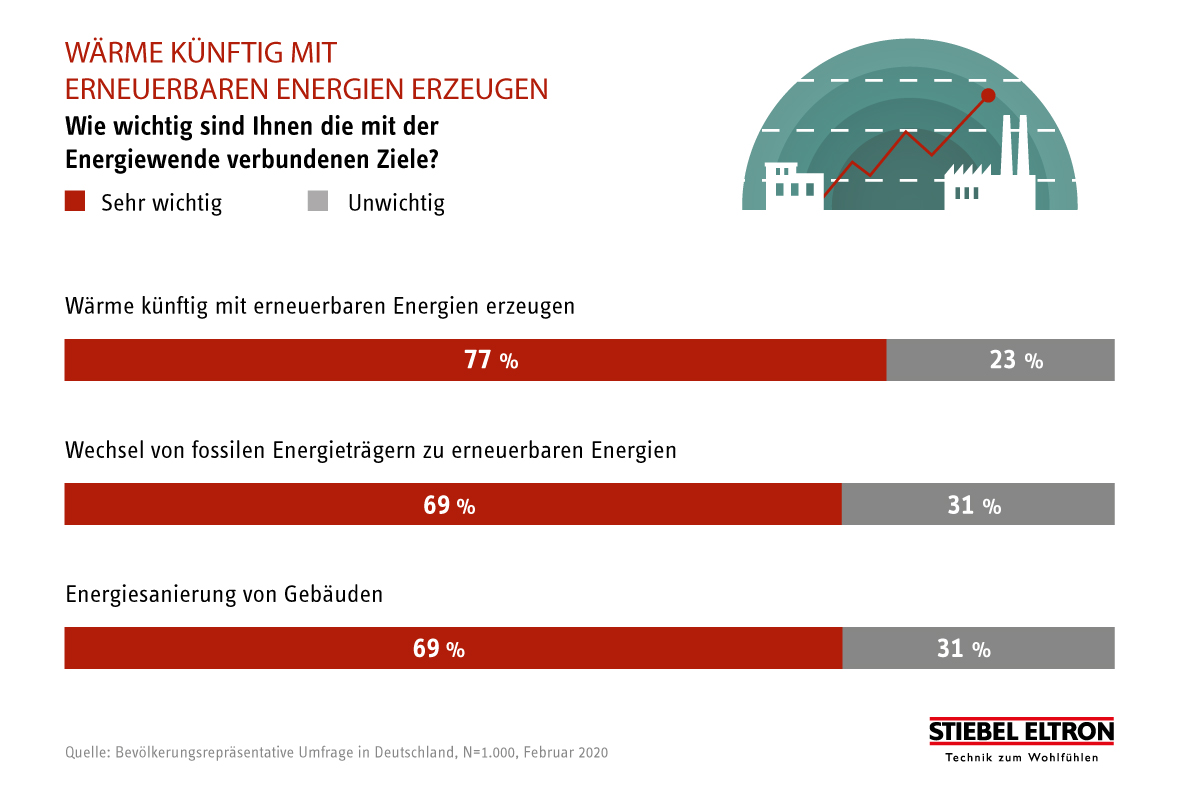 WÄRME KÜNFTIG MIT
ERNEUERBAREN ENERGIEN ERZEUGEN
Wie wichtig sind Ihnen die mit der
Energiewende verbundenen Ziele?
Sehr wichtig Unwichtig
Wärme künftig mit erneuerbaren Energien erzeugen
77 % 23 %
Wechsel von fossilen Energieträgern zu erneuerbaren Energien
69 % 31 %
Energiesanierung von Gebäuden
69 % 31 %
STIEBEL ELTRON
Quelle: Bevölkerungsrepräsentative Umfrage in Deutschland, N=1.000, Februar 2020
Technik zum Wohlfühlen